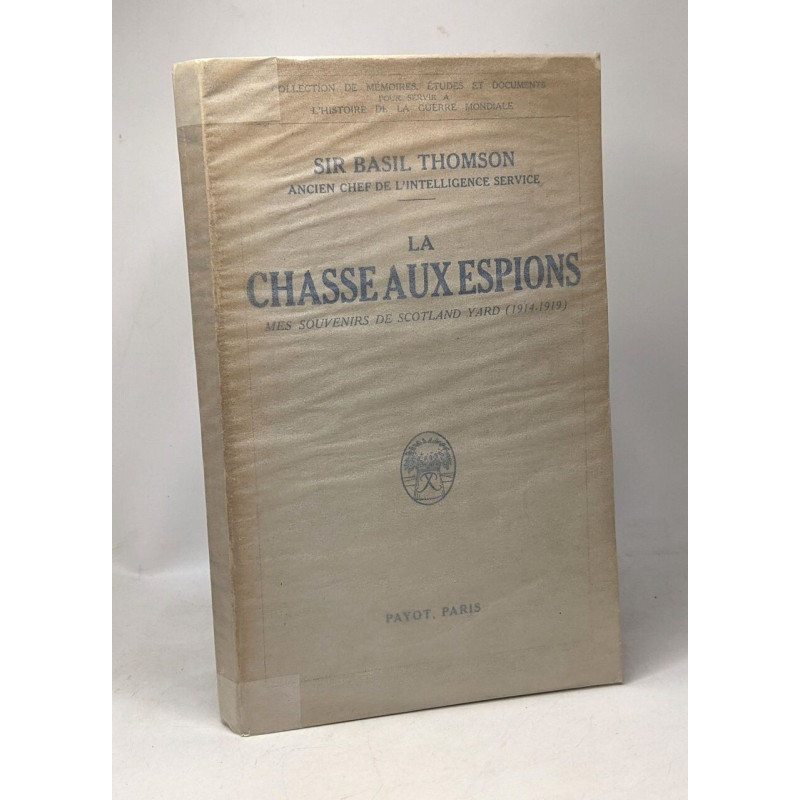 COLLECTION DE MÉMOIRES, ÉTUDES ET DOCUMENTS
POUR SERVIR A
L'HISTOIRE DE LA GUERRE MONDIALE
SIR BASIL THOMSON
ANCIEN CHEF DE L'INTELLIGENCE SERVICE
LA
CHASSE AUX ESPIONS
MES SOUVENIRS DE SCOTLAND YARD (1914-1919)
PAYOT, PARIS